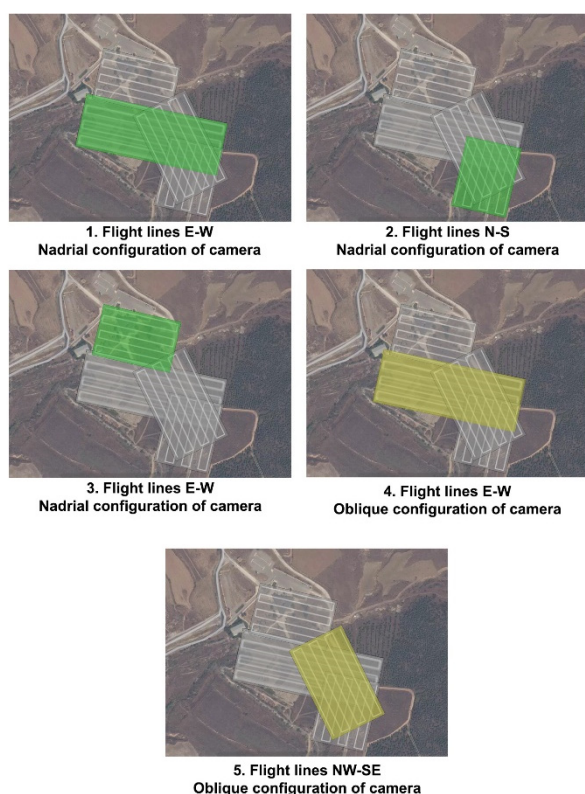 1. Flight lines E-W
Nadrial configuration of camera
2. Flight lines N-S
Nadrial configuration of camera
3. Flight lines E-W
Nadrial configuration of camera
4. Flight lines E-W
Oblique configuration of camera
5. Flight lines NW-SE
Oblique configuration of camera